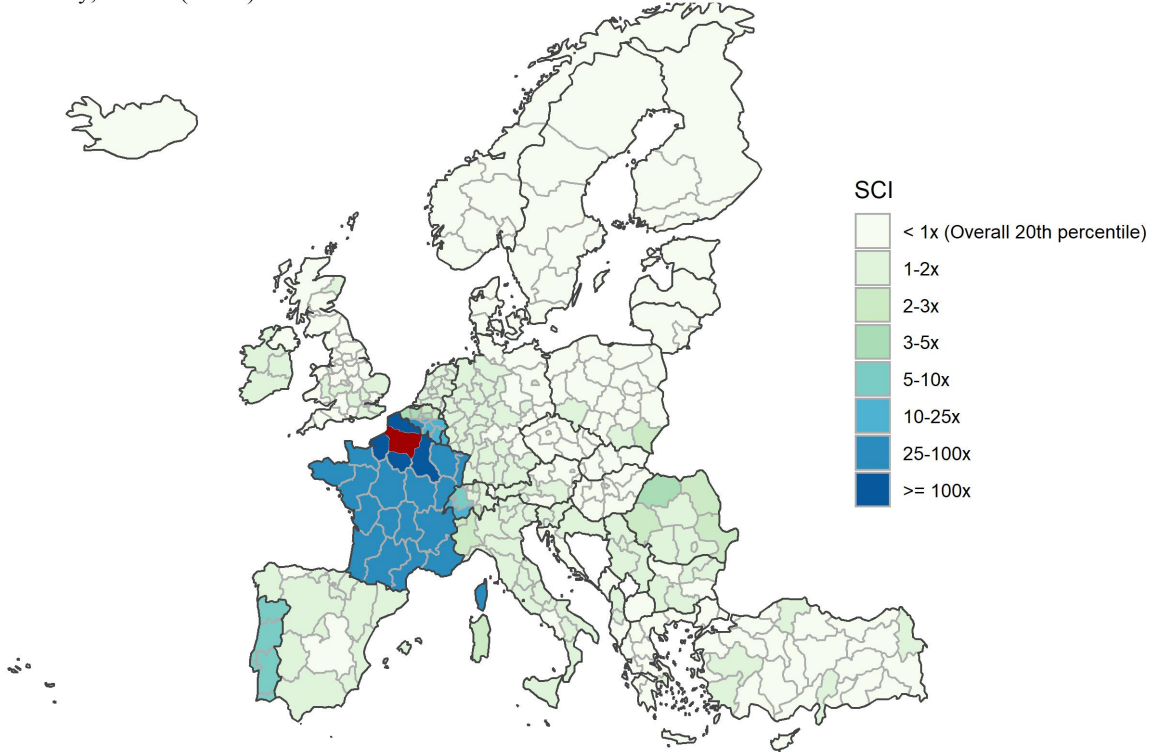 SCI
< 1x (Overall 20th percentile)
1-2x
2-3x
3-5x
5-10x
10-25x
25-100x
>= 100x